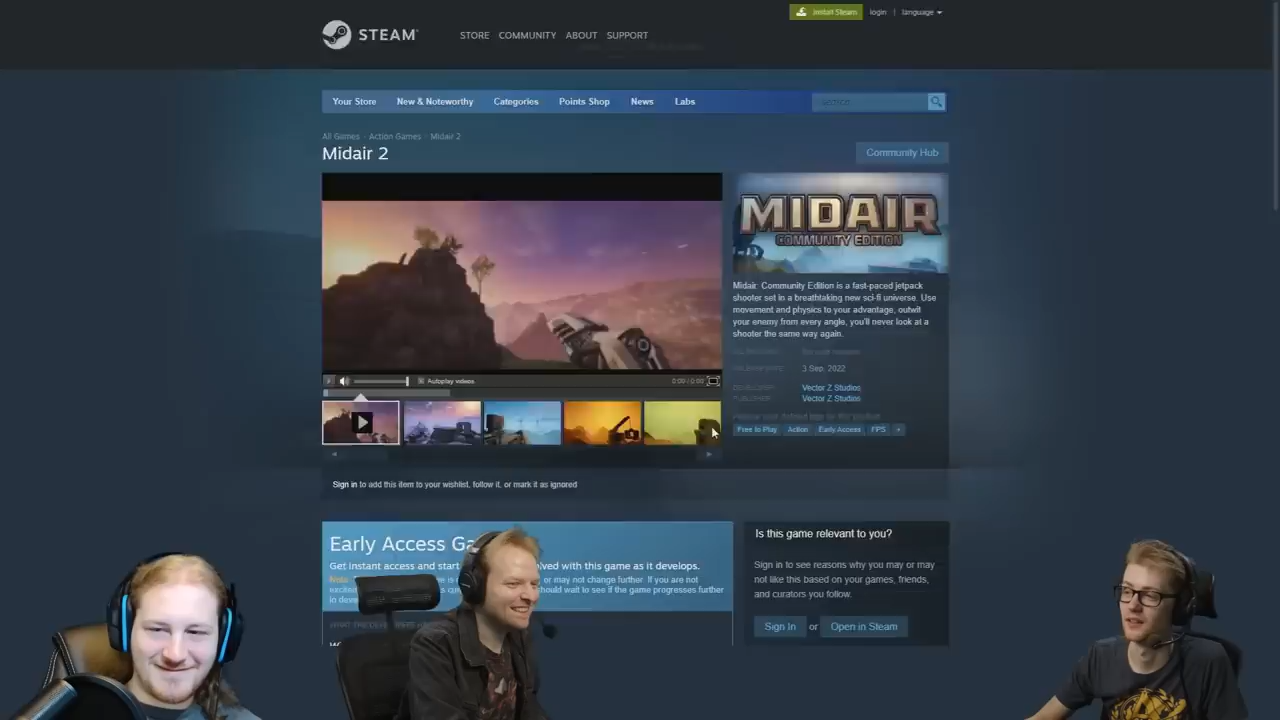 Install Steam
login | language
STEAM
STORE COMMUNITY ABOUT SUPPORT
Your Store New & Noteworthy Categories Points Shop News Labs
search
All Games Action Games Midair 2
Midair 2
Community Hub
MIDAIR
COMMUNITY EDITION
Midair: Community Edition is a fast-paced jetpack
shooter set in a breathtaking new sci-fi universe. Use
movement and physics to your advantage, outwit
your enemy from every angle, you'll never look at a
shooter the same way again.
3 Sep, 2022
Vector Z Studios
Vector Z Studios
Free to Play Action Early Access FPS +
Autoplay videos
0:00 / 0:00
Sign in to add this item to your wishlist, follow it, or mark it as ignored
Early Access Ga
Get instant access and start olved with this game as it develops.
Note: or may not change further. If you are not
should wait to see if the game progresses further
Is this game relevant to you?
Sign in to see reasons why you may or may
not like this based on your games, friends,
and curators you follow.
Sign In or Open in Steam